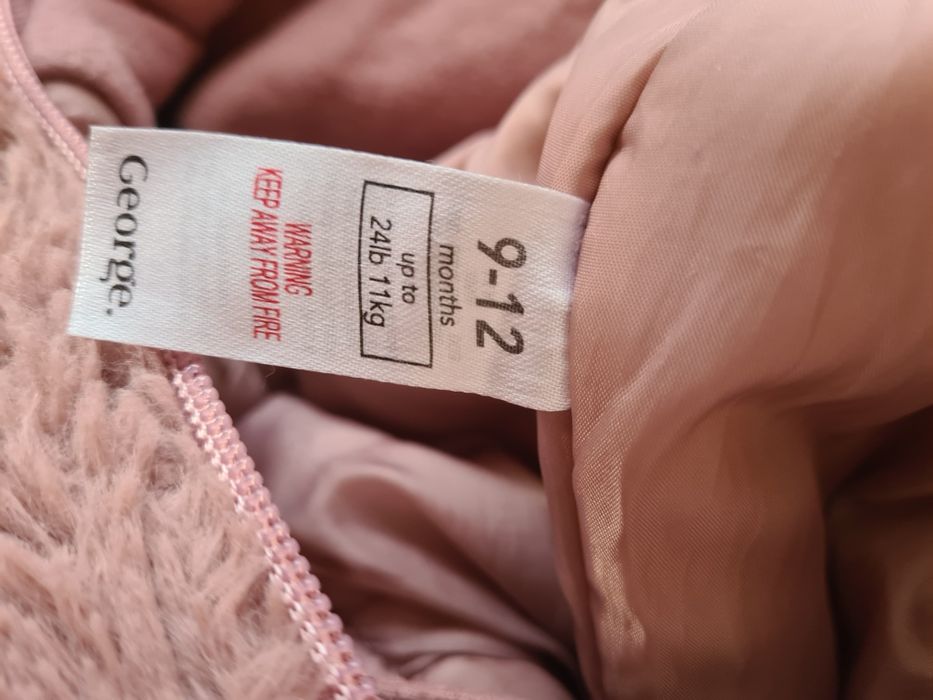 9-12
months
up to
24lb 11kg
WARNING
KEEP AWAY FROM FIRE
George.